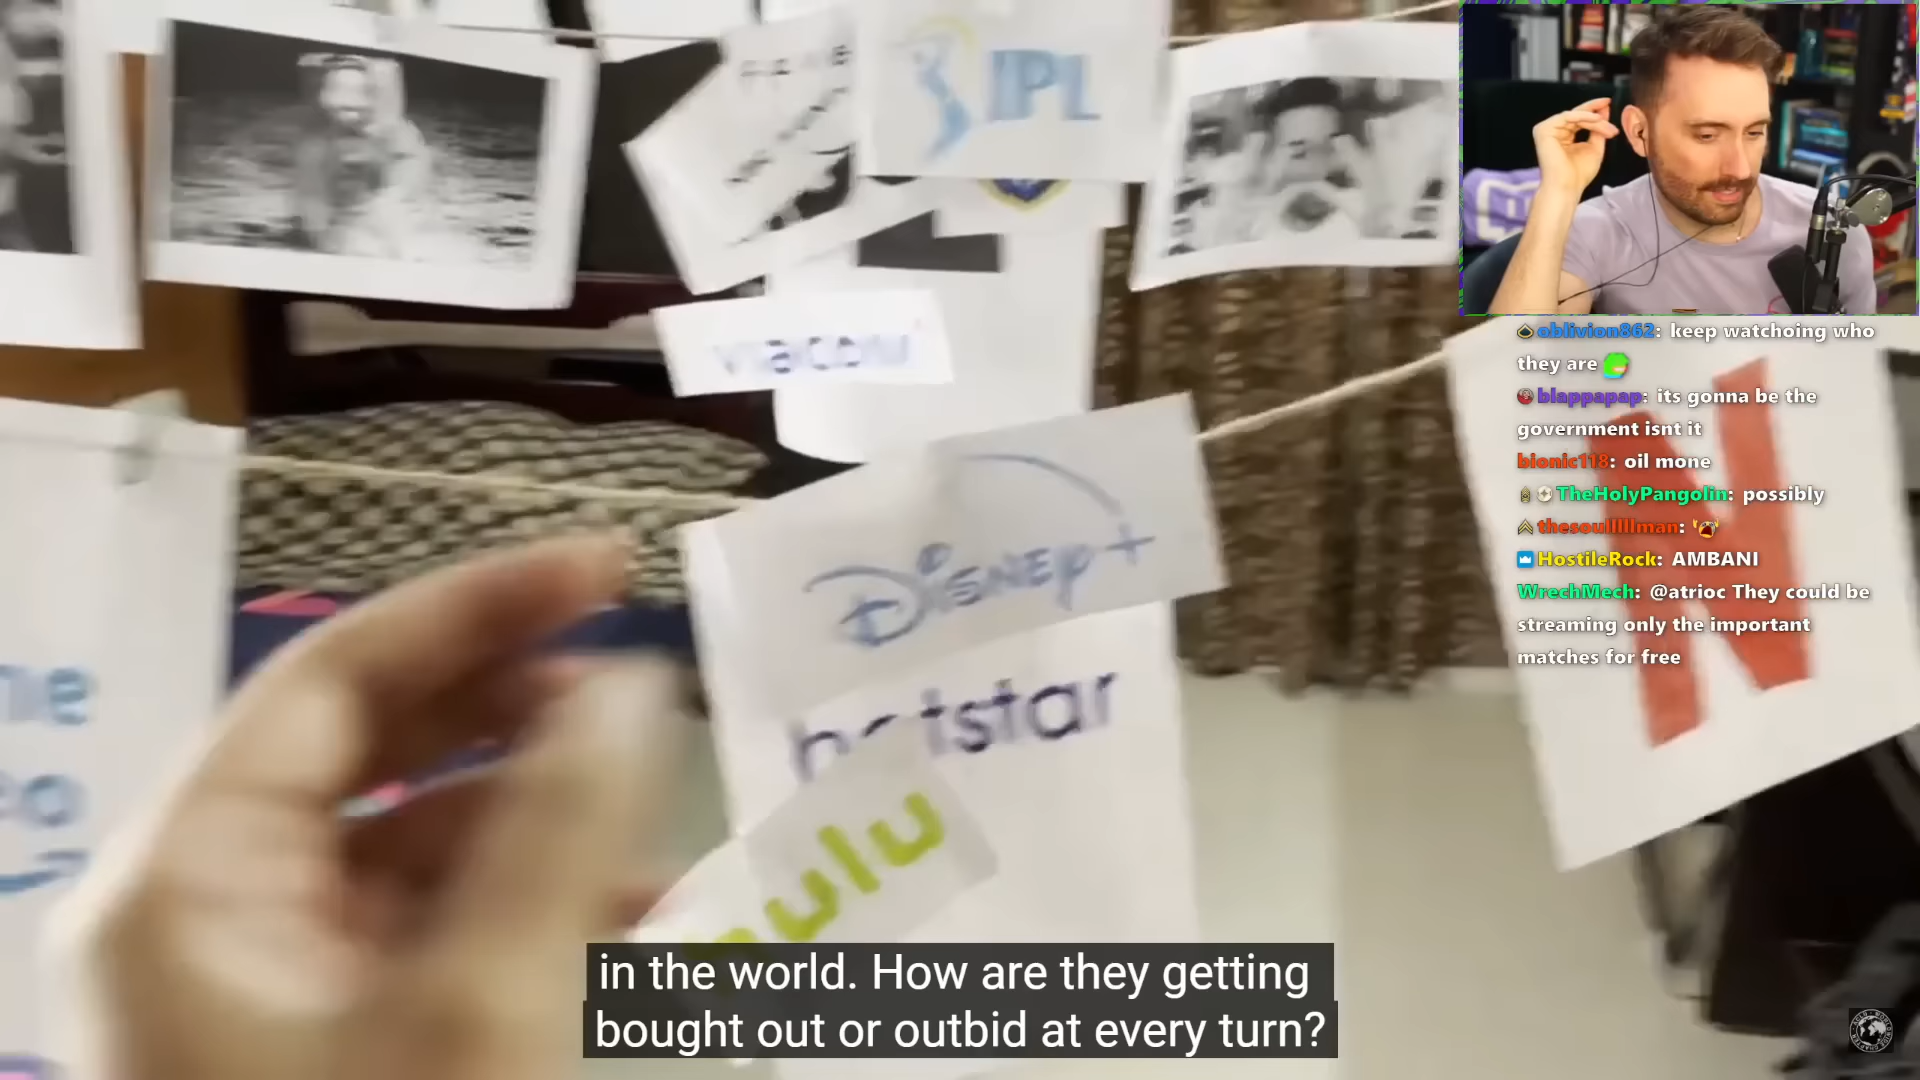 IPL
viacom
Disney+
hotstar
hulu
N
in the world. How are they getting
bought out or outbid at every turn?
oblivion862: keep watchoing who
they are
blappapap: its gonna be the
government isnt it
bionic118: oil mone
TheHolyPangolin: possibly
thesoulllllman:
HostileRock: AMBANI
WrechMech: @atrioc They could be
streaming only the important
matches for free